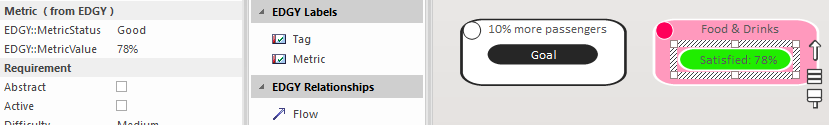 Metric ( from EDGY )
EDGY::MetricStatus Good
EDGY::MetricValue 78%
Requirement
Abstract
Active
Difficulty Medium
EDGY Labels
Tag
Metric
EDGY Relationships
Flow
10% more passengers
Goal
Food & Drinks
Satisfied: 78%